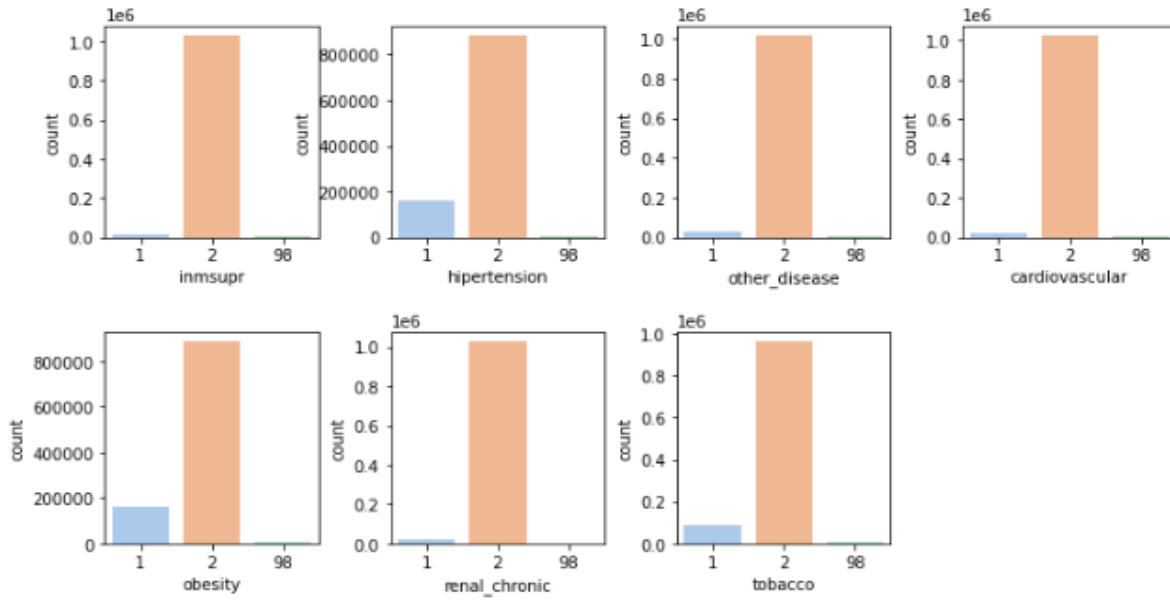 1e6
count
1.0
0.8
0.6
0.4
0.2
0.0
1 2 98
inmsupr
count
800000
600000
400000
200000
0
1 2 98
hipertension
1e6
count
1.0
0.8
0.6
0.4
0.2
0.0
1 2 98
other_disease
1e6
count
1.0
0.8
0.6
0.4
0.2
0.0
1 2 98
cardiovascular
count
800000
600000
400000
200000
0
1 2 98
obesity
1e6
count
1.0
0.8
0.6
0.4
0.2
0.0
1 2 98
renal_chronic
1e6
count
1.0
0.8
0.6
0.4
0.2
0.0
1 2 98
tobacco